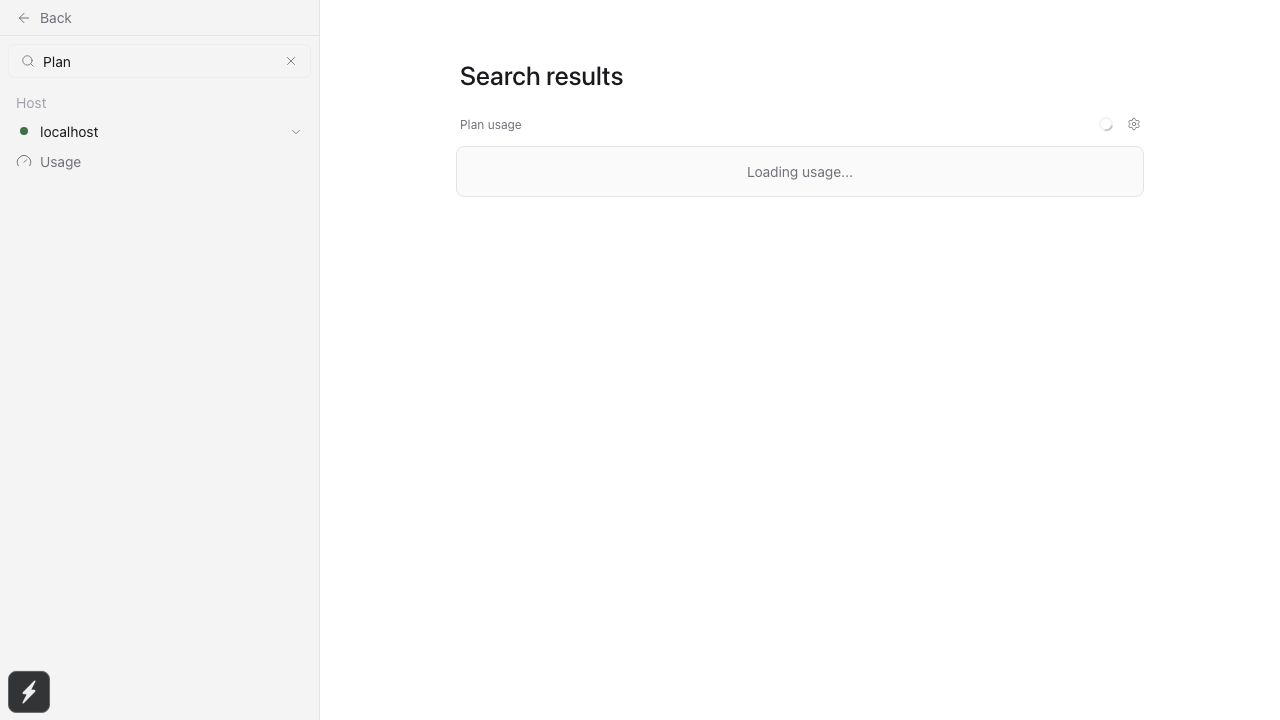 Back
Plan
Host
localhost
Usage
Search results
Plan usage
Loading usage...